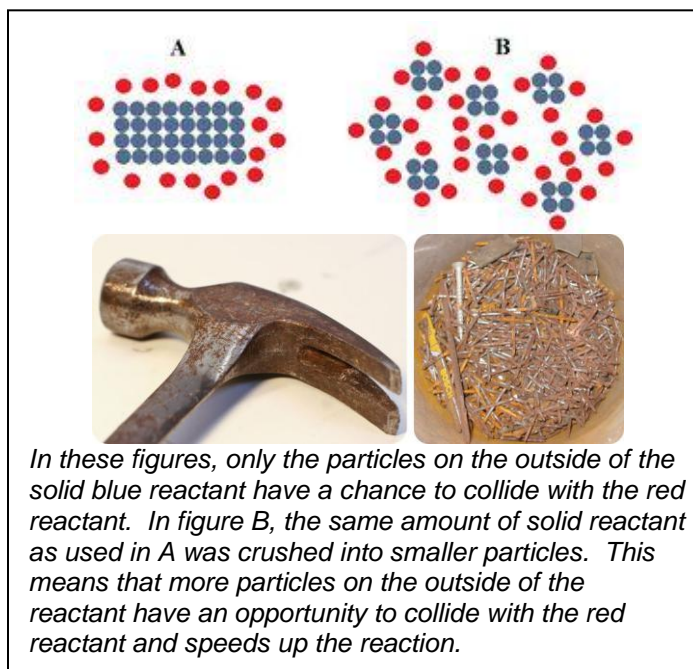 A B
In these figures, only the particles on the outside of the
solid blue reactant have a chance to collide with the red
reactant. In figure B, the same amount of solid reactant
as used in A was crushed into smaller particles. This
means that more particles on the outside of the
reactant have an opportunity to collide with the red
reactant and speeds up the reaction.